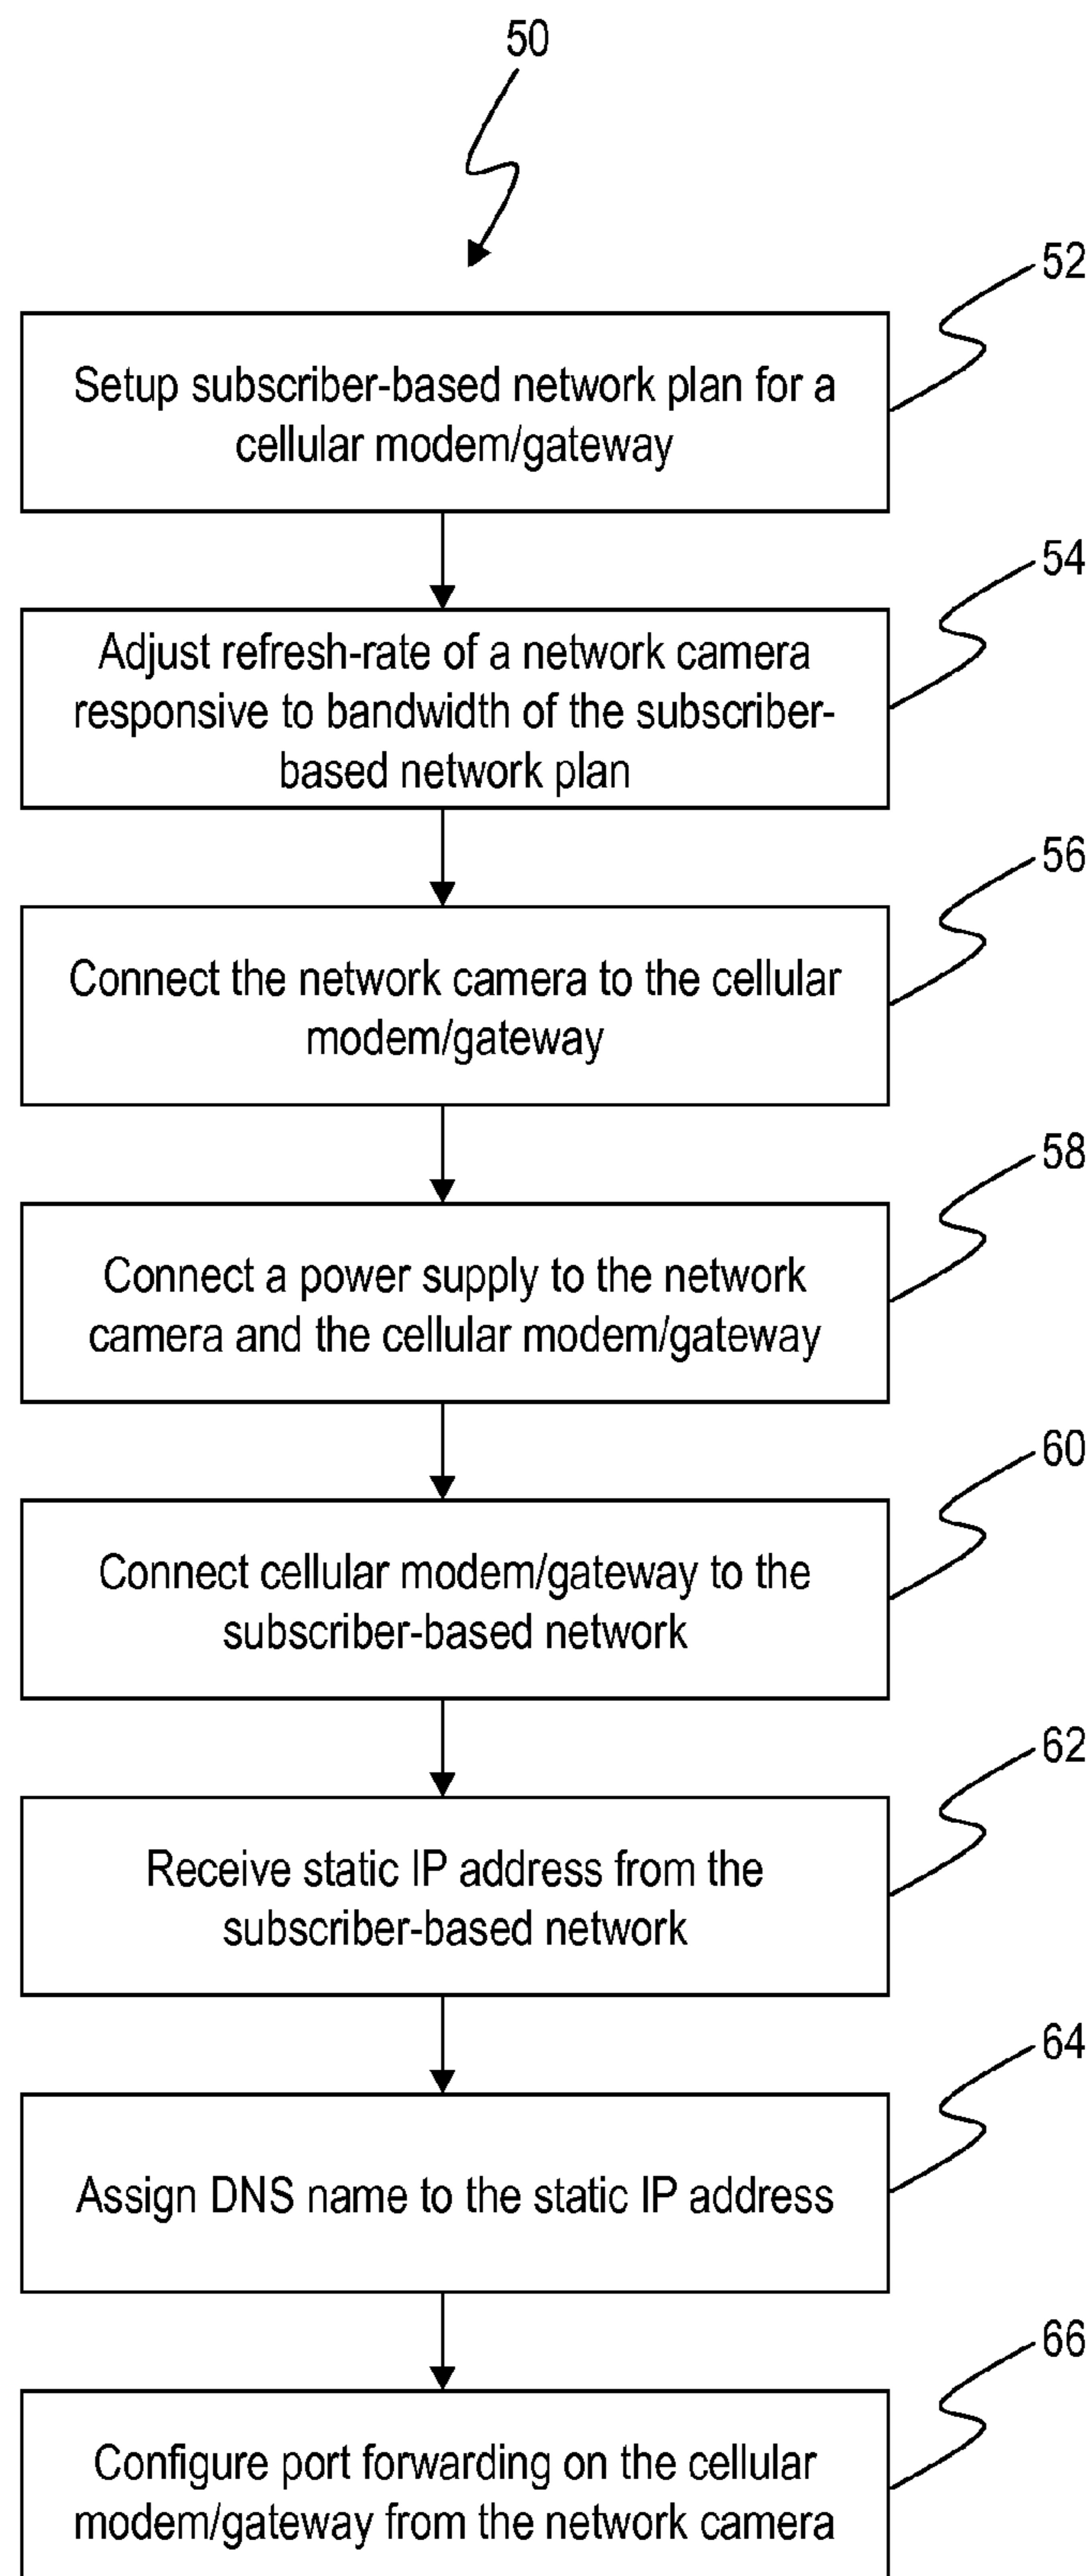 50
52
Setup subscriber-based network plan for a
cellular modem/gateway
54
Adjust refresh-rate of a network camera
responsive to bandwidth of the subscriber-
based network plan
56
Connect the network camera to the cellular
modem/gateway
58
Connect a power supply to the network
camera and the cellular modem/gateway
60
Connect cellular modem/gateway to the
subscriber-based network
62
Receive static IP address from the
subscriber-based network
64
Assign DNS name to the static IP address
66
Configure port forwarding on the cellular
modem/gateway from the network camera